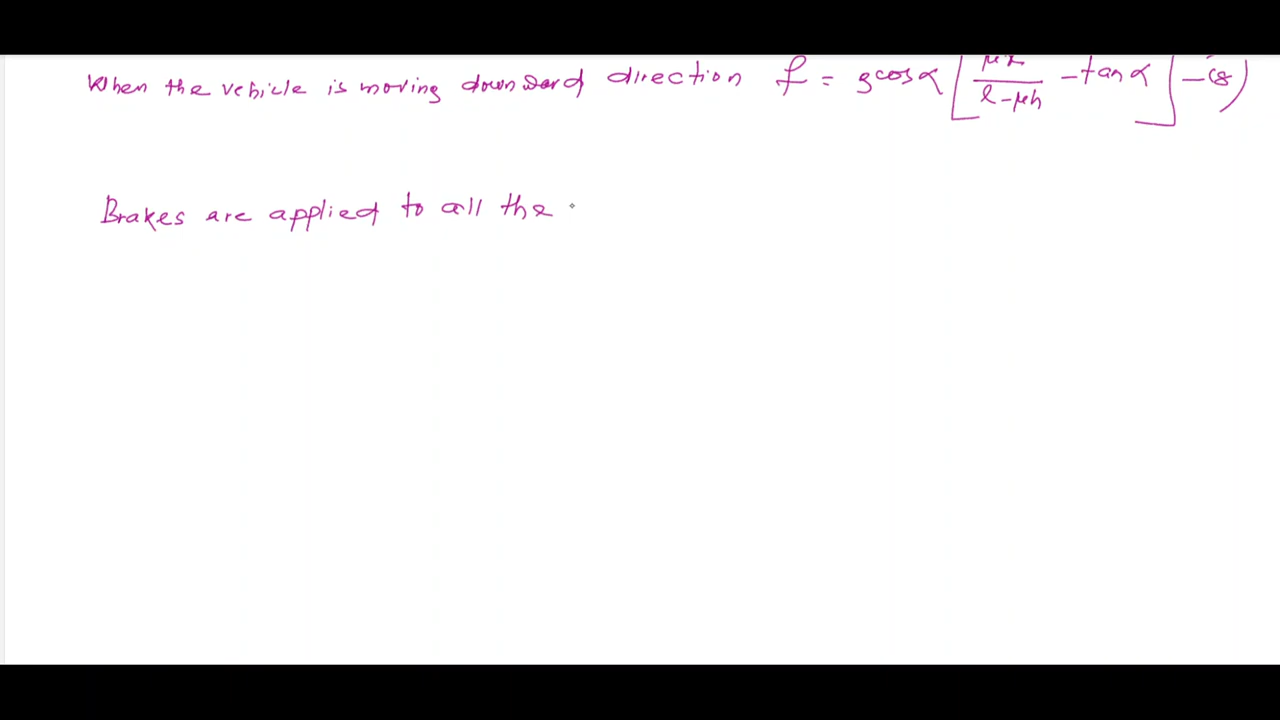 When the vehicle is moving downward direction f = g cos α [ μx / l - μh - tan α ] - (8)
Brakes are applied to all the